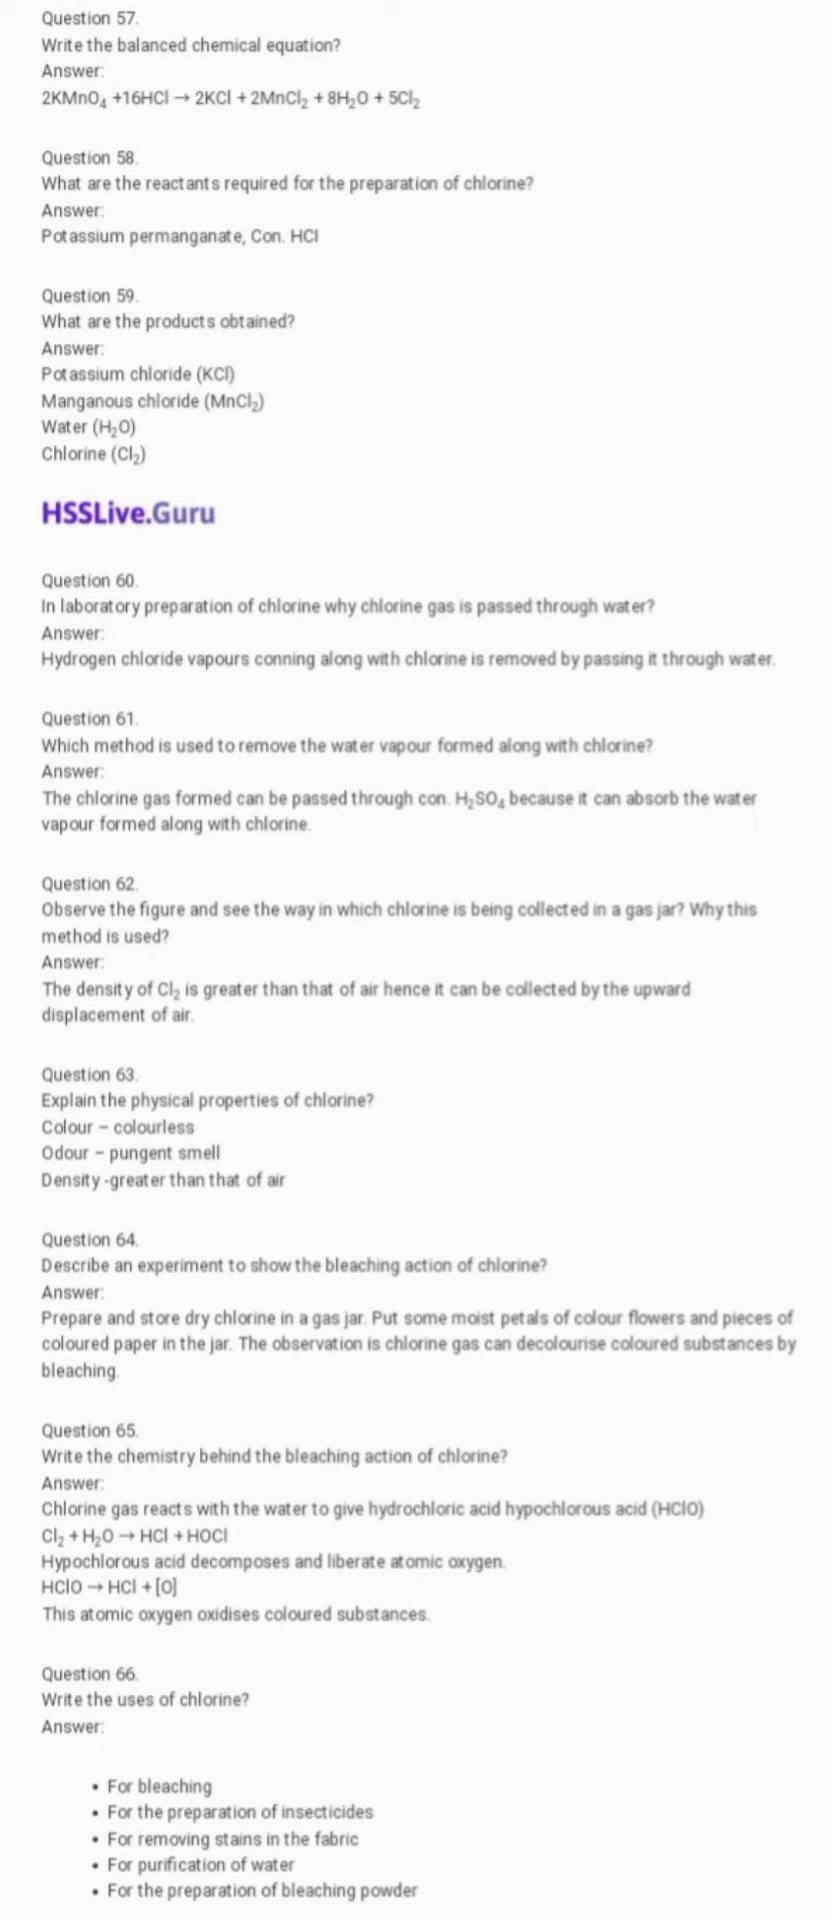 Question 57.
Write the balanced chemical equation?
Answer:
2KMnO₄ +16HCl → 2KCl + 2MnCl₂ + 8H₂O + 5Cl₂
Question 58.
What are the reactants required for the preparation of chlorine?
Answer:
Potassium permanganate, Con. HCl
Question 59.
What are the products obtained?
Answer:
Potassium chloride (KCl)
Manganous chloride (MnCl₂)
Water (H₂O)
Chlorine (Cl₂)
HSSLive.Guru
Question 60.
In laboratory preparation of chlorine why chlorine gas is passed through water?
Answer:
Hydrogen chloride vapours conning along with chlorine is removed by passing it through water.
Question 61.
Which method is used to remove the water vapour formed along with chlorine?
Answer:
The chlorine gas formed can be passed through con. H₂SO₄ because it can absorb the water
vapour formed along with chlorine.
Question 62.
Observe the figure and see the way in which chlorine is being collected in a gas jar? Why this
method is used?
Answer:
The density of Cl₂ is greater than that of air hence it can be collected by the upward
displacement of air.
Question 63.
Explain the physical properties of chlorine?
Colour – colourless
Odour – pungent smell
Density -greater than that of air
Question 64.
Describe an experiment to show the bleaching action of chlorine?
Answer:
Prepare and store dry chlorine in a gas jar. Put some moist petals of colour flowers and pieces of
coloured paper in the jar. The observation is chlorine gas can decolourise coloured substances by
bleaching.
Question 65.
Write the chemistry behind the bleaching action of chlorine?
Answer:
Chlorine gas reacts with the water to give hydrochloric acid hypochlorous acid (HClO)
Cl₂ + H₂O → HCl + HOCl
Hypochlorous acid decomposes and liberate atomic oxygen.
HClO → HCl + [O]
This atomic oxygen oxidises coloured substances.
Question 66.
Write the uses of chlorine?
Answer:
• For bleaching
• For the preparation of insecticides
• For removing stains in the fabric
• For purification of water
• For the preparation of bleaching powder